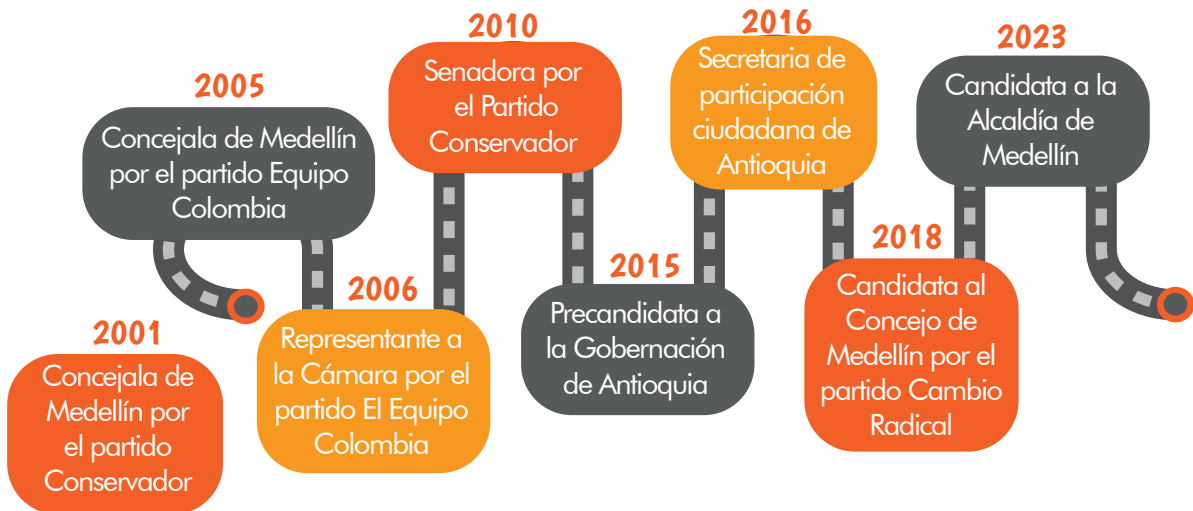 2001
Concejala de
Medellín por
el partido
Conservador
2005
Concejala de Medellín
por el partido Equipo
Colombia
2006
Representante a
la Cámara por el
partido El Equipo
Colombia
2010
Senadora por
el Partido
Conservador
2015
Precandidata a
la Gobernación
de Antioquia
2016
Secretaria de
participación
ciudadana de
Antioquia
2018
Candidata al
Concejo de
Medellín por el
partido Cambio
Radical
2023
Candidata a la
Alcaldía de
Medellín